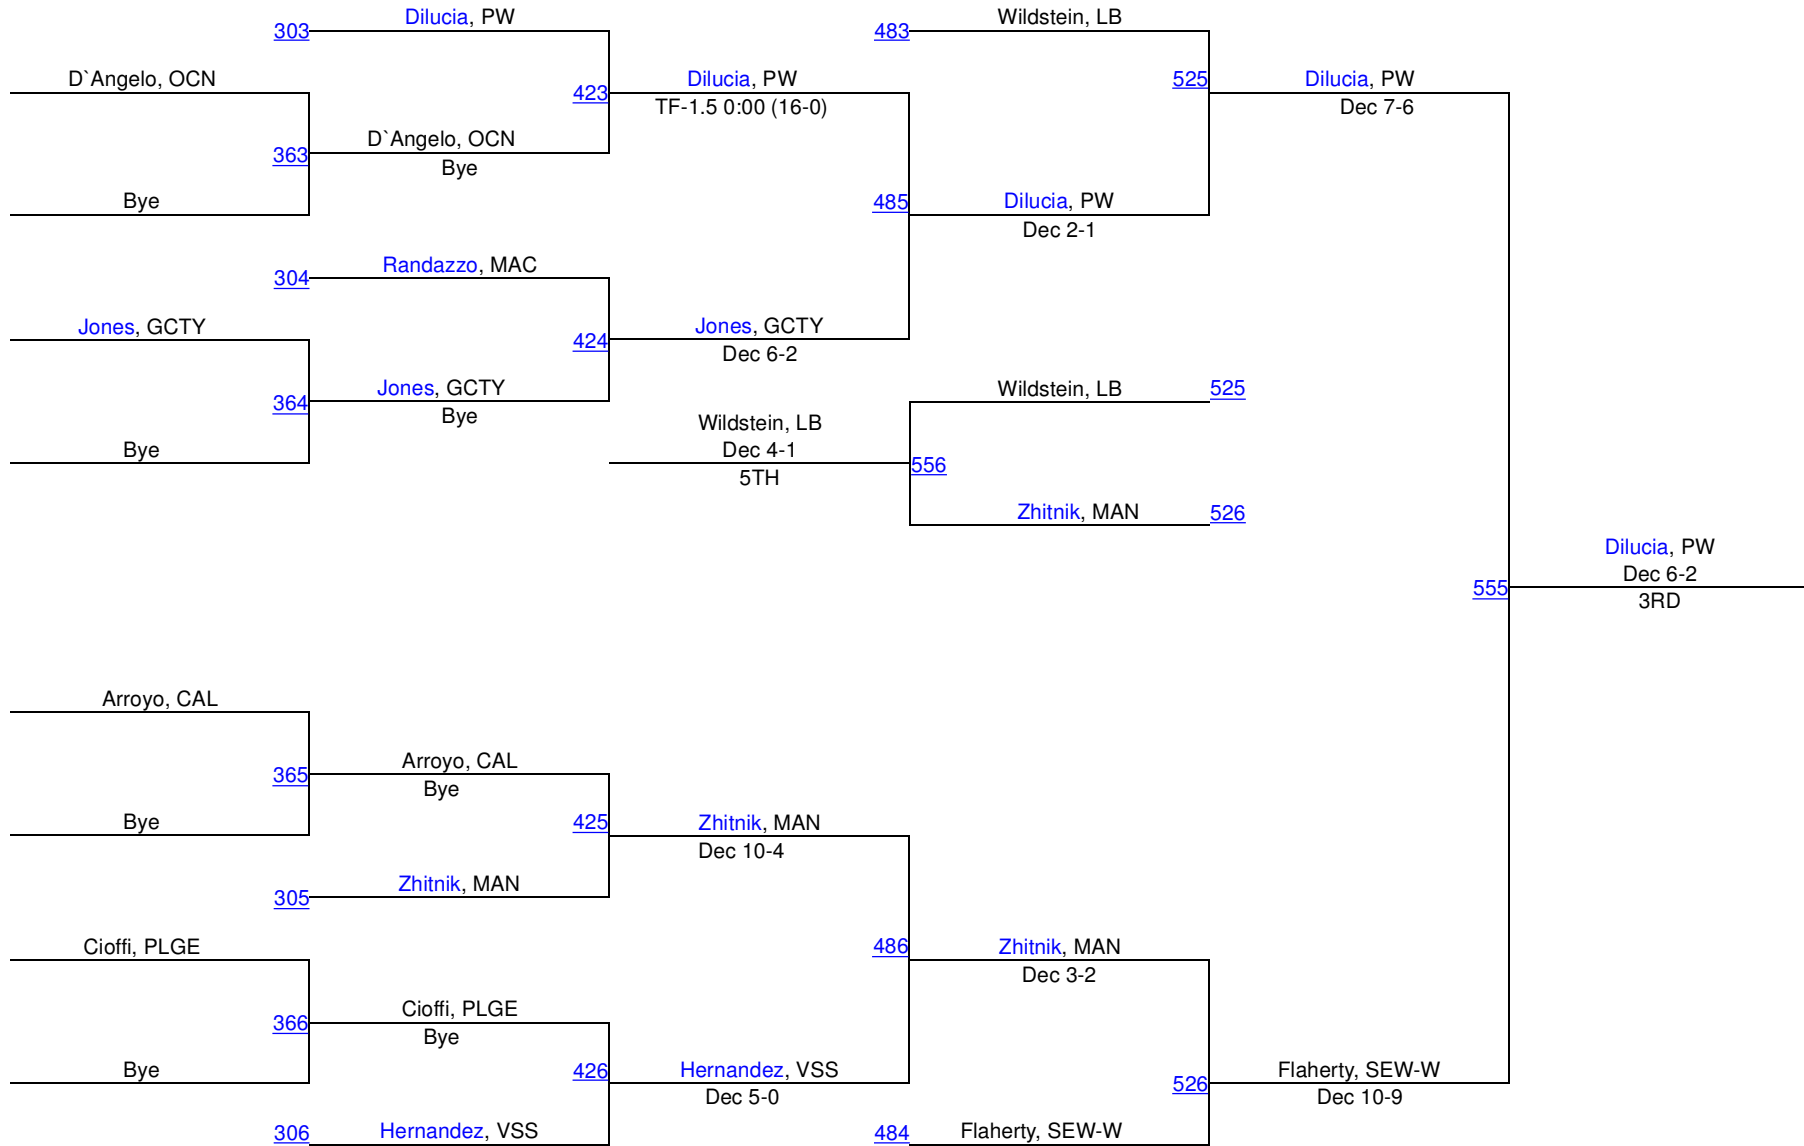 Dilucia, PW
Wildstein, LB
303
483
D`Angelo, OCN
Dilucia, PW
525
Dilucia, PW
423
TF-1.5 0:00 (16-0)
Dec 7-6
D`Angelo, OCN
363
Bye
Bye
485
Dilucia, PW
Dec 2-1
Randazzo, MAC
304
Jones, GCTY
Jones, GCTY
424
Dec 6-2
Jones, GCTY
Wildstein, LB
525
364
Bye
Wildstein, LB
Bye
Dec 4-1
556
5TH
Zhitnik, MAN
526
Dilucia, PW
Dec 6-2
555
3RD
Arroyo, CAL
Arroyo, CAL
365
Bye
Bye
425
Zhitnik, MAN
Dec 10-4
Zhitnik, MAN
305
Cioffi, PLGE
486
Zhitnik, MAN
Dec 3-2
Cioffi, PLGE
366
Bye
Bye
426
Hernandez, VSS
526
Flaherty, SEW-W
Dec 5-0
Dec 10-9
306
Hernandez, VSS
484
Flaherty, SEW-W